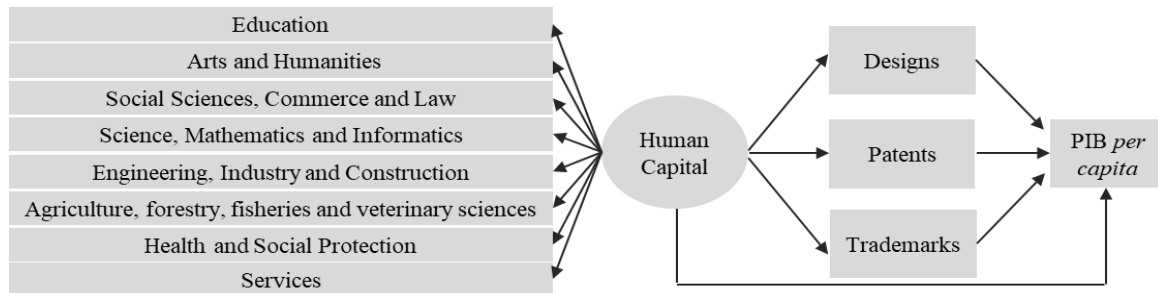 Education
Arts and Humanities
Social Sciences, Commerce and Law
Science, Mathematics and Informatics
Engineering, Industry and Construction
Agriculture, forestry, fisheries and veterinary sciences
Health and Social Protection
Services
Human
Capital
Designs
Patents
Trademarks
PIB per
capita